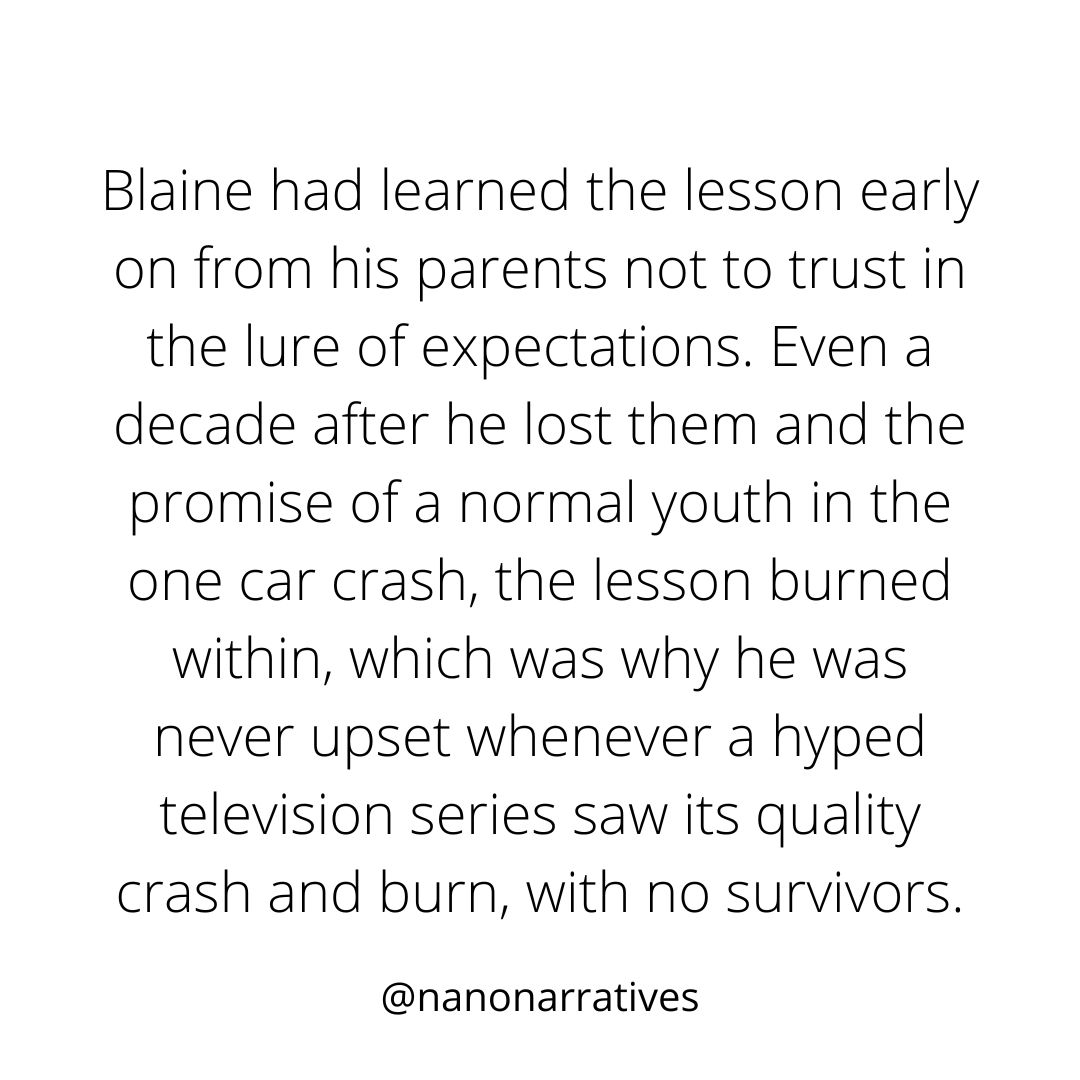 Blaine had learned the lesson early
on from his parents not to trust in
the lure of expectations. Even a
decade after he lost them and the
promise of a normal youth in the
one car crash, the lesson burned
within, which was why he was
never upset whenever a hyped
television series saw its quality
crash and burn, with no survivors.
@nanonarratives